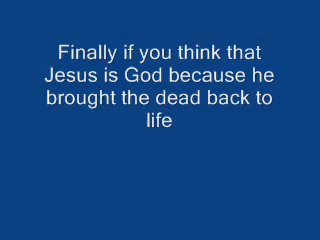 Finally if you think that
Jesus is God because he
brought the dead back to
life